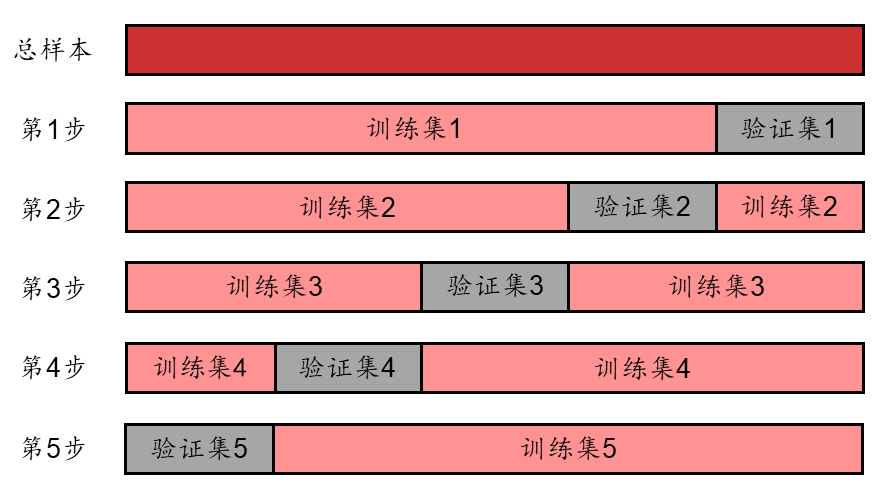 总样本
第1步 训练集1 验证集1
第2步 训练集2 验证集2 训练集2
第3步 训练集3 验证集3 训练集3
第4步 训练集4 验证集4 训练集4
第5步 验证集5 训练集5